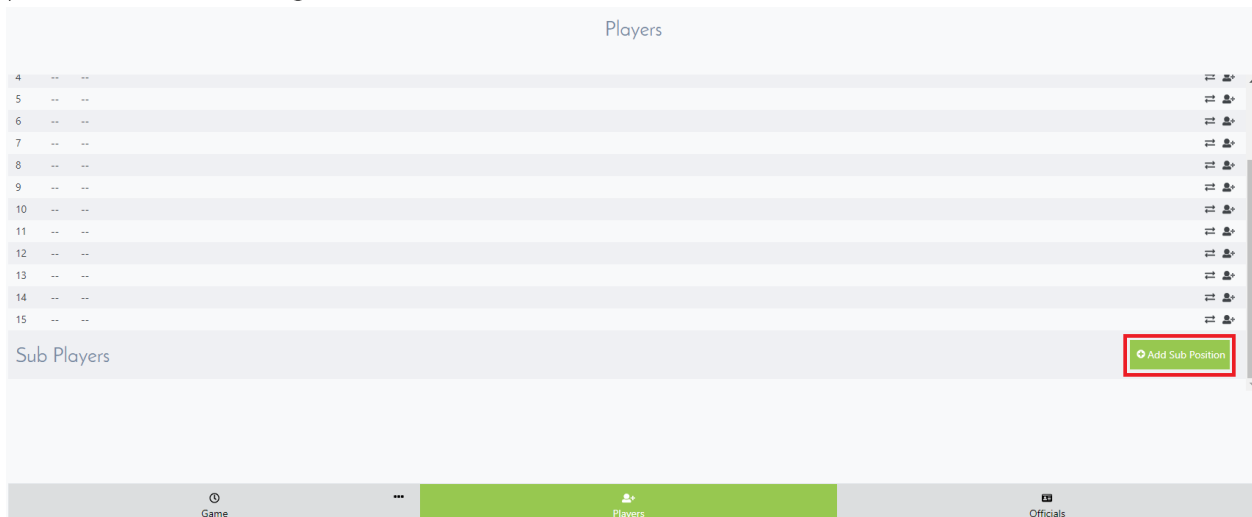 Players
4 -- --
5 -- --
6 -- --
7 -- --
8 -- --
9 -- --
10 -- --
11 -- --
12 -- --
13 -- --
14 -- --
15 -- --
Sub Players Add Sub Position
Game ••• Players Officials